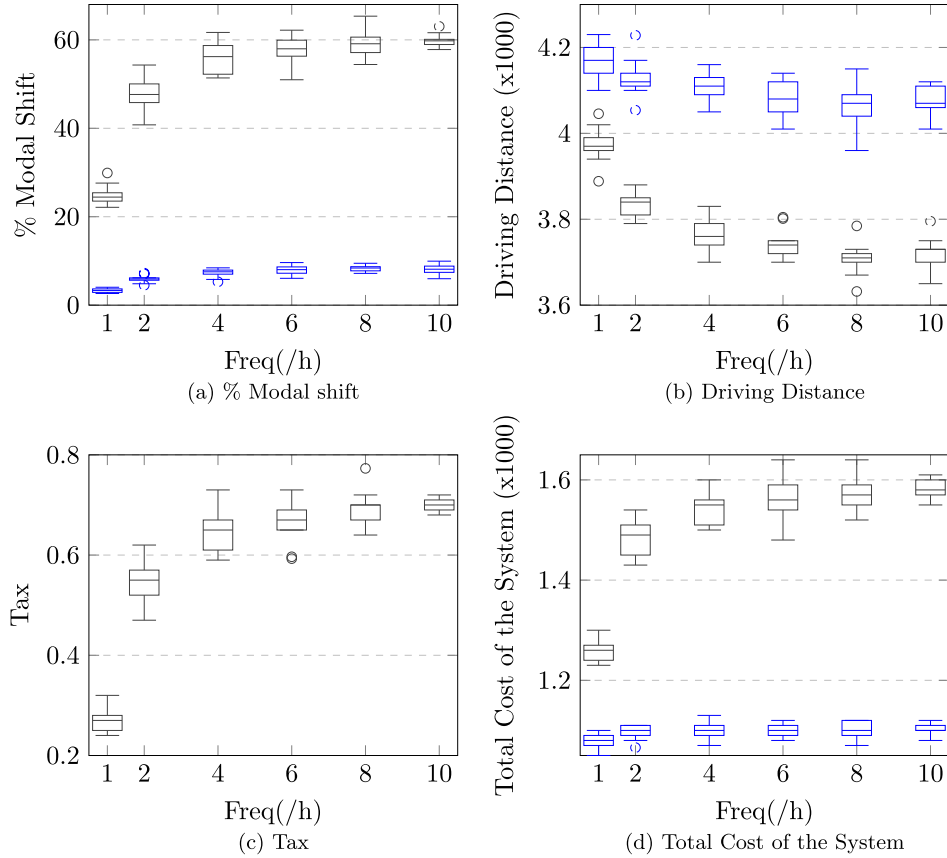 % Modal Shift
60
40
20
0
1 2 4 6 8 10
Freq(/h)
(a) % Modal shift
Driving Distance (x1000)
4.2
4
3.8
3.6
1 2 4 6 8 10
Freq(/h)
(b) Driving Distance
Tax
0.8
0.6
0.4
0.2
1 2 4 6 8 10
Freq(/h)
(c) Tax
Total Cost of the System (x1000)
1.6
1.4
1.2
1 2 4 6 8 10
Freq(/h)
(d) Total Cost of the System